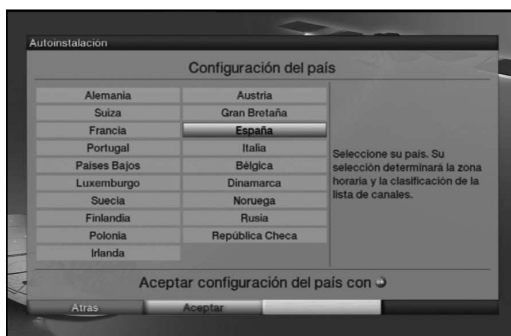 Autoinstalación
Configuración del país
Alemania Austria
Suiza Gran Bretaña
Francia España
Portugal Italia
Países Bajos Bélgica
Luxemburgo Dinamarca
Suecia Noruega
Finlandia Rusia
Polonia República Checa
Irlanda
Seleccione su país. Su
selección determinará la zona
horaria y la clasificación de la
lista de canales.
Aceptar configuración del país con
Atras Aceptar